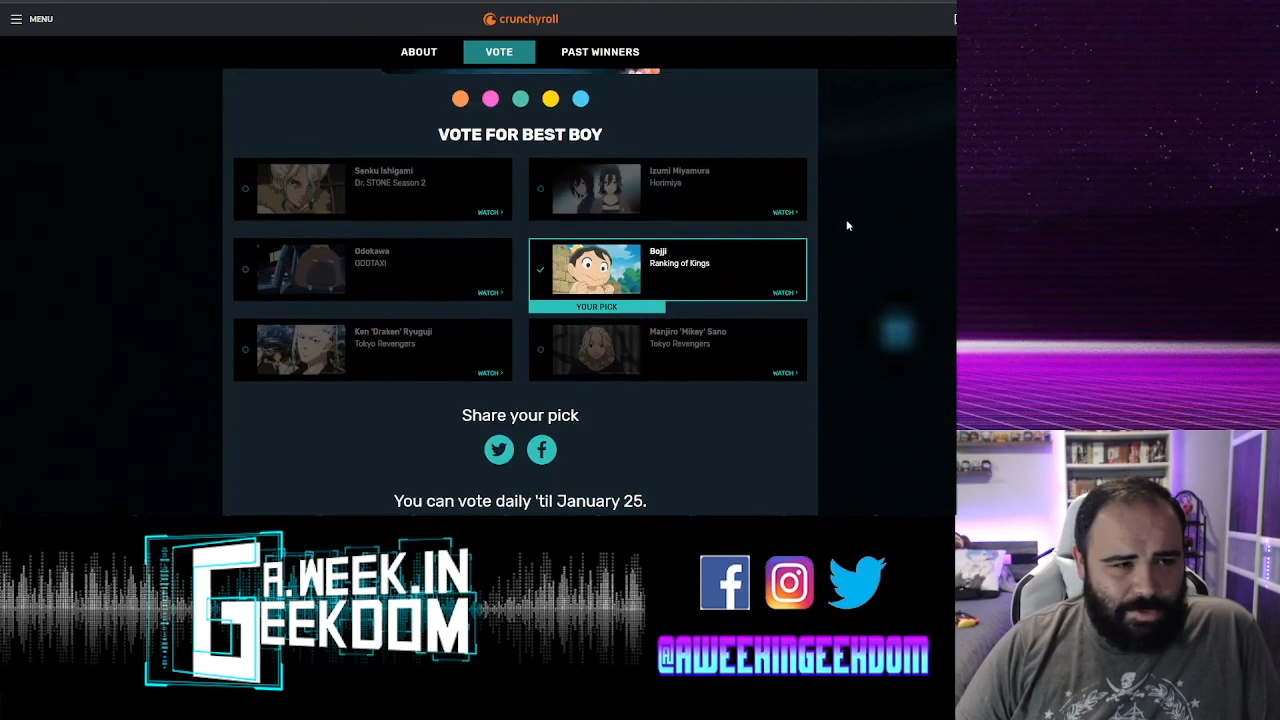 MENU
crunchyroll
ABOUT
VOTE
PAST WINNERS
VOTE FOR BEST BOY
Senku Ishigami
Dr. STONE Season 2
WATCH
Izumi Miyamura
Horimiya
WATCH
Odokawa
ODDTAXI
WATCH
Bojji
Ranking of Kings
WATCH
YOUR PICK
Ken 'Draken' Ryuguji
Tokyo Revengers
WATCH
Manjiro 'Mikey' Sano
Tokyo Revengers
WATCH
Share your pick
You can vote daily 'til January 25.
A.WEEK.IN
GEEKDOM
@AWEEKINGEEKDOM